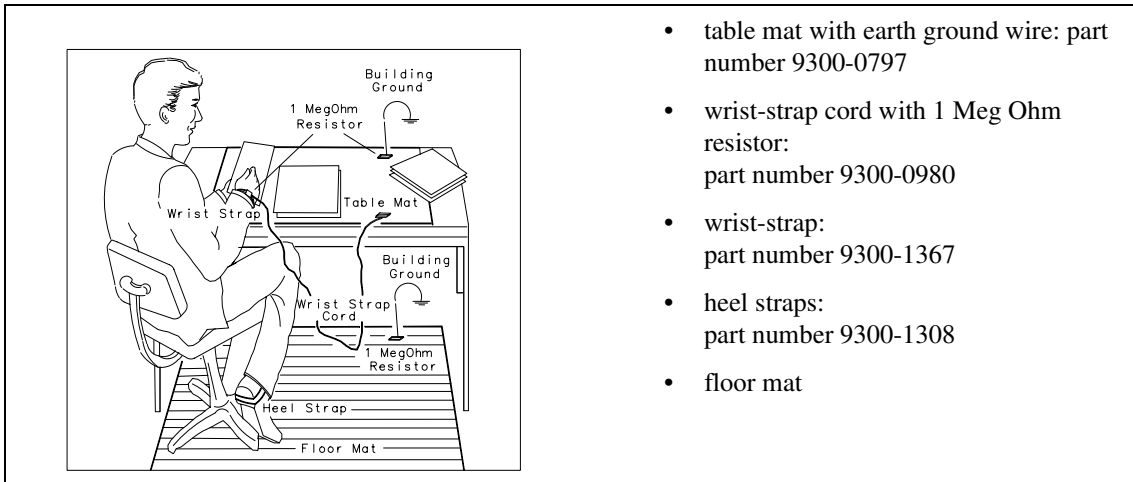 Building
Ground
1 MegOhm
Resistor
Wrist Strap
Table Mat
Building
Ground
Wrist Strap
Cord
1 MegOhm
Resistor
Heel Strap
Floor Mat
• table mat with earth ground wire: part
number 9300-0797
• wrist-strap cord with 1 Meg Ohm
resistor:
part number 9300-0980
• wrist-strap:
part number 9300-1367
• heel straps:
part number 9300-1308
• floor mat